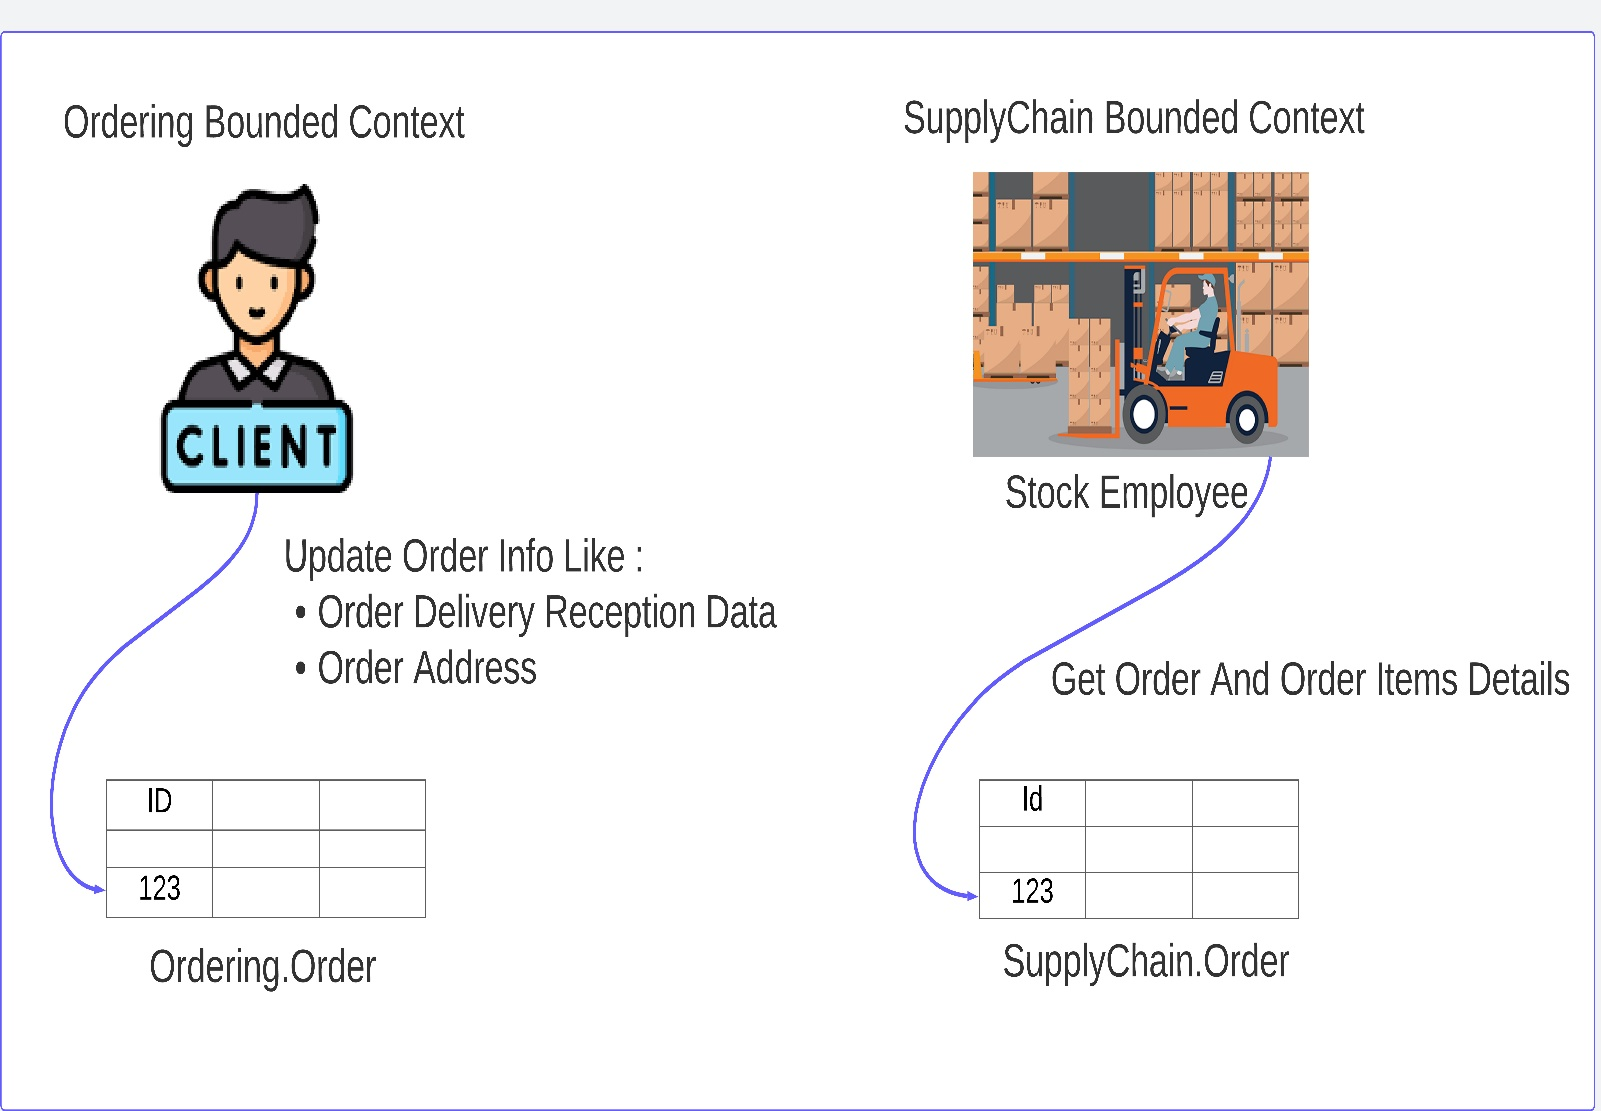 Ordering Bounded Context
CLIENT
Update Order Info Like :
• Order Delivery Reception Data
• Order Address
ID
123
Ordering.Order
SupplyChain Bounded Context
Stock Employee
Get Order And Order Items Details
Id
123
SupplyChain.Order